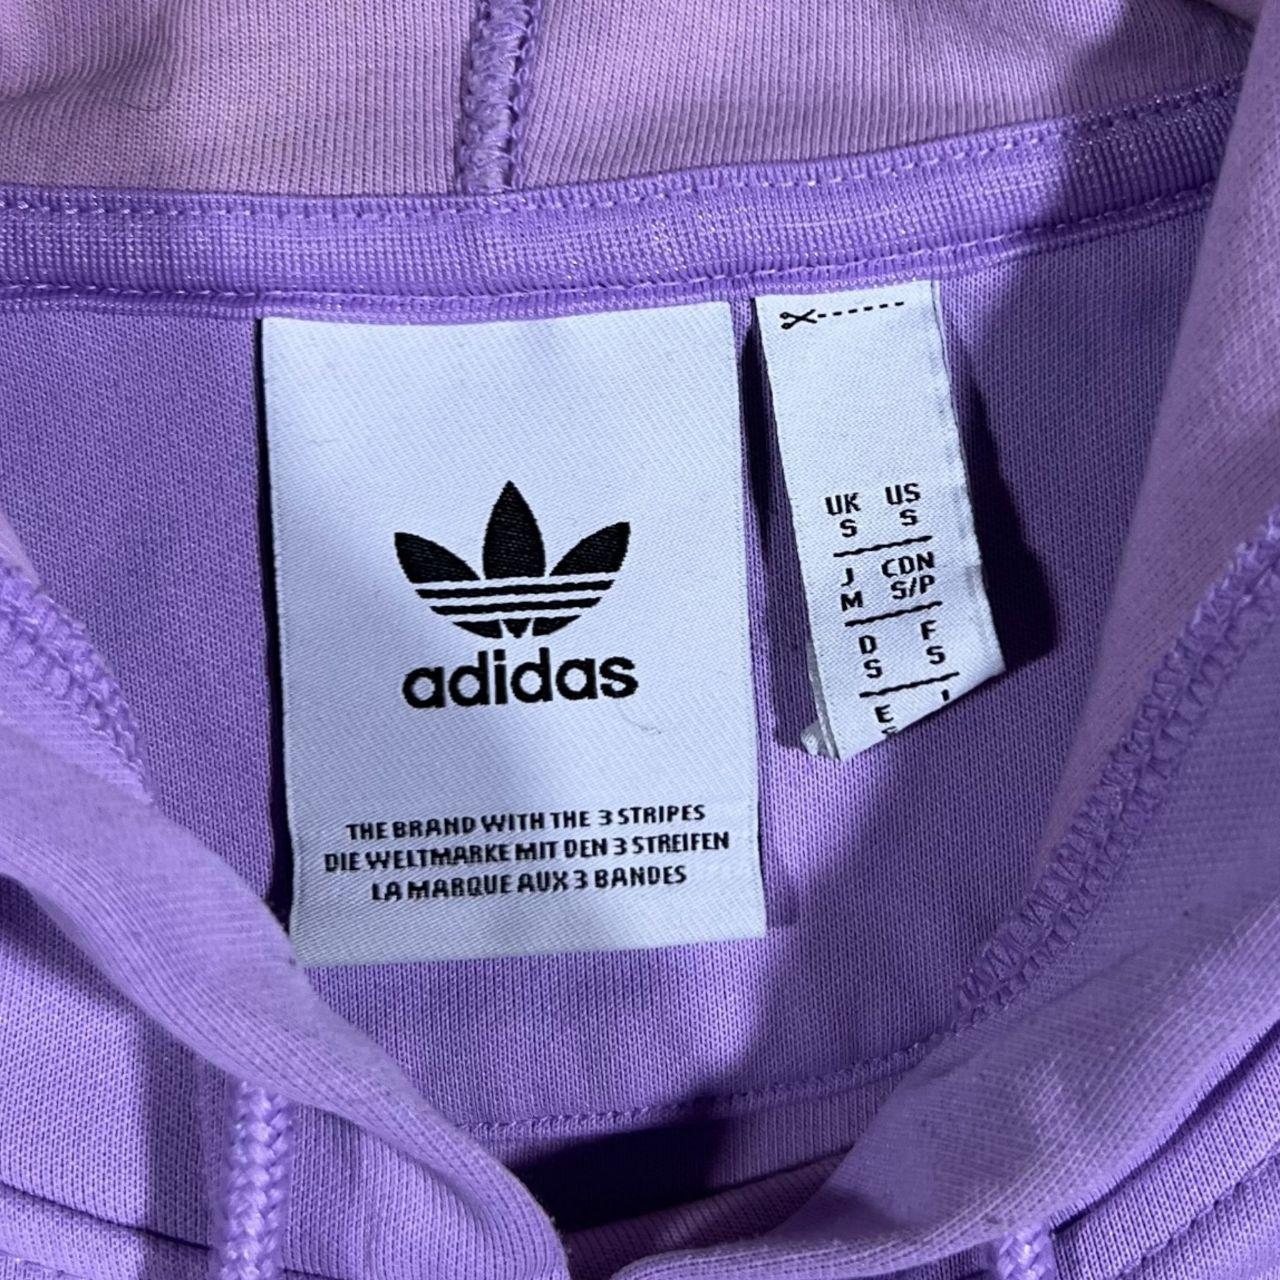 adidas
THE BRAND WITH THE 3 STRIPES
DIE WELTMARKE MIT DEN 3 STREIFEN
LA MARQUE AUX 3 BANDES
UK US
S S
J CDN
M S/P
D F
S S
E